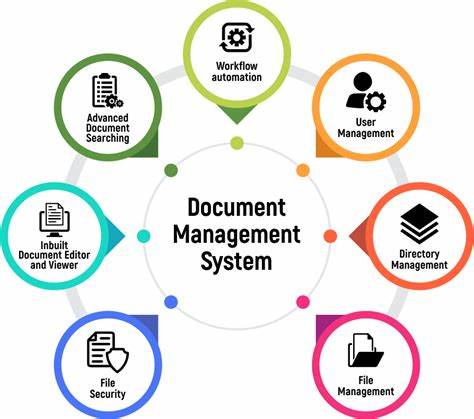 Workflow
automation
User
Management
Directory
Management
File
Management
File
Security
Inbuilt
Document Editor
and Viewer
Advanced
Document
Searching
Document
Management
System